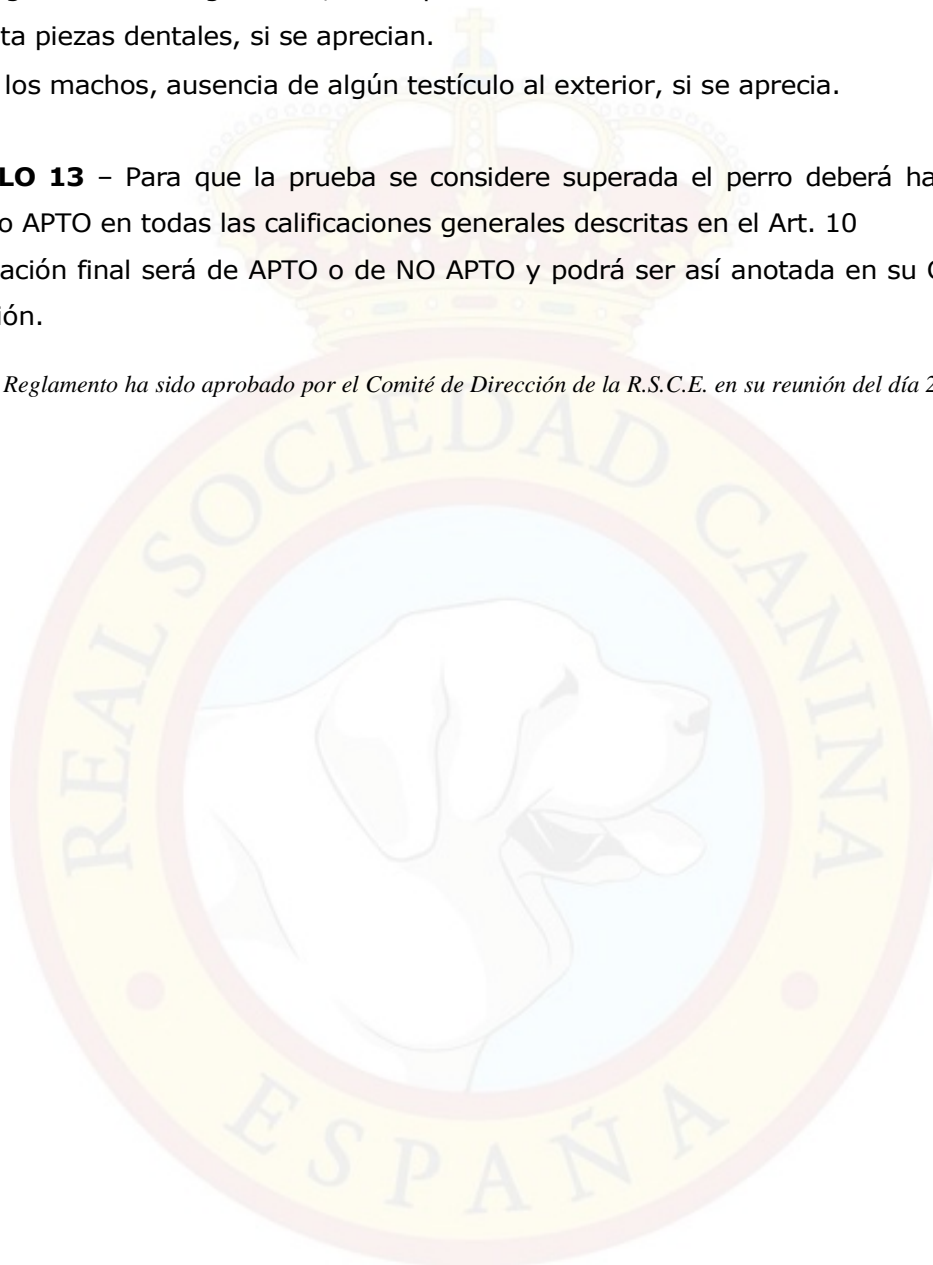 ta piezas dentales, si se aprecian.
los machos, ausencia de algún testículo al exterior, si se aprecia.
LO 13 – Para que la prueba se considere superada el perro deberá ha
o APTO en todas las calificaciones generales descritas en el Art. 10
ación final será de APTO o de NO APTO y podrá ser así anotada en su
ión.
Reglamento ha sido aprobado por el Comité de Dirección de la R.S.C.E. en su reunión del día 2
REAL SOCIEDAD CANINA
ESPAÑA